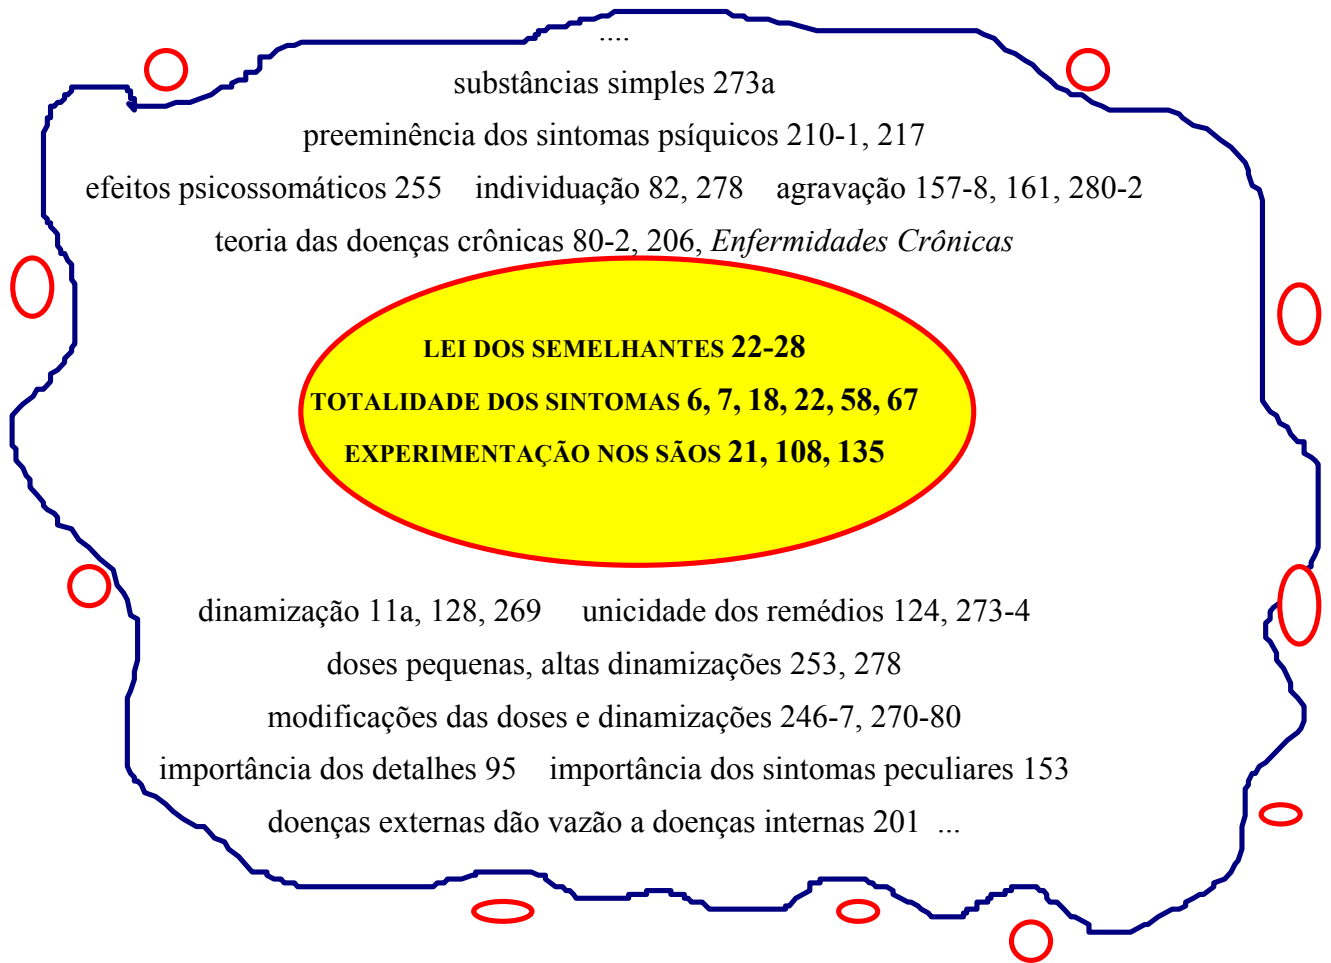 ....
substâncias simples 273a
preeminência dos sintomas psíquicos 210-1, 217
efeitos psicossomáticos 255 individuação 82, 278 agravação 157-8, 161, 280-2
teoria das doenças crônicas 80-2, 206, Enfermidades Crônicas
LEI DOS SEMELHANTES 22-28
TOTALIDADE DOS SINTOMAS 6, 7, 18, 22, 58, 67
EXPERIMENTAÇÃO NOS SÃOS 21, 108, 135
dinamização 11a, 128, 269 unicidade dos remédios 124, 273-4
doses pequenas, altas dinamizações 253, 278
modificações das doses e dinamizações 246-7, 270-80
importância dos detalhes 95 importância dos sintomas peculiares 153
doenças externas dão vazão a doenças internas 201 ...